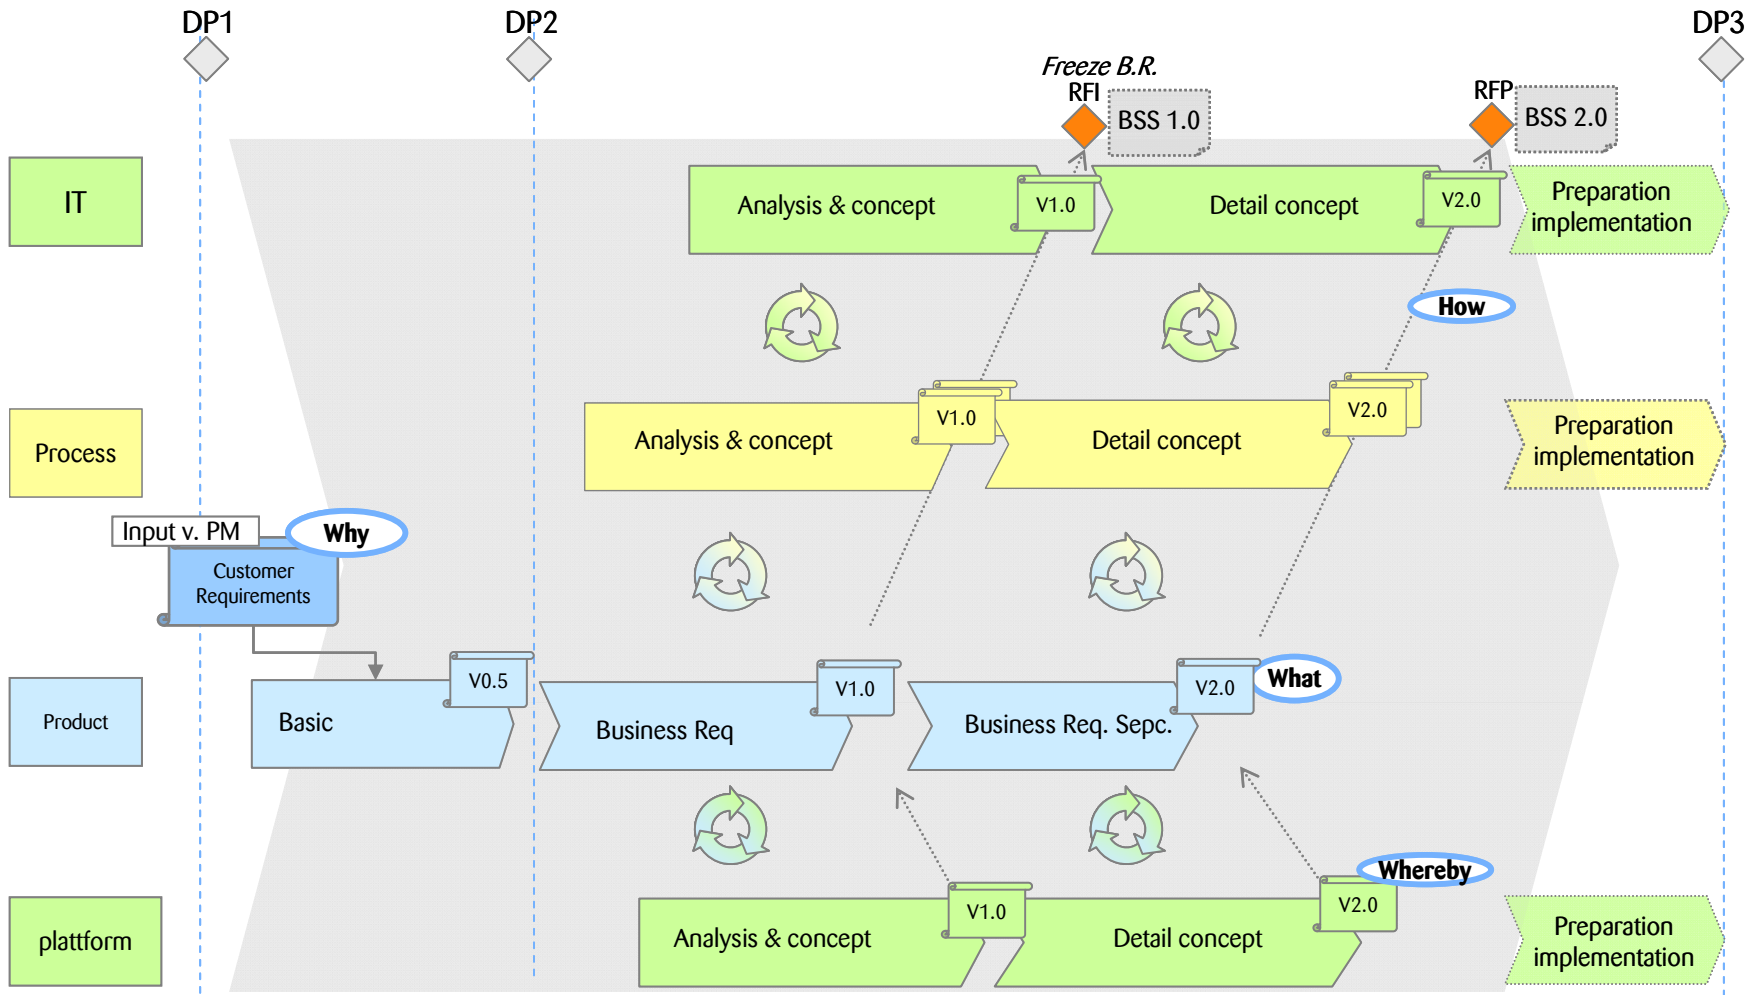 DP1
DP2
DP3
Freeze B.R.
RFI
BSS 1.0
RFP
BSS 2.0
IT
Analysis & concept
V1.0
Detail concept
V2.0
Preparation
implementation
How
Process
Analysis & concept
V1.0
Detail concept
V2.0
Preparation
implementation
Input v. PM
Why
Customer
Requirements
Product
Basic
V0.5
Business Req
V1.0
Business Req. Sepc.
V2.0
What
Whereby
plattform
Analysis & concept
V1.0
Detail concept
V2.0
Preparation
implementation